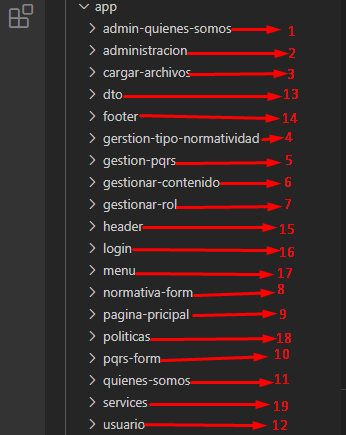 app
admin-quienes-somos 1
administracion 2
cargar-archivos 3
dto 13
footer 14
gerstion-tipo-normatividad 4
gestion-pqrs 5
gestionar-contenido 6
gestionar-rol 7
header 15
login 16
menu 17
normativa-form 8
pagina-pricipal 9
politicas 18
pqrs-form 10
quienes-somos 11
services 19
usuario 12